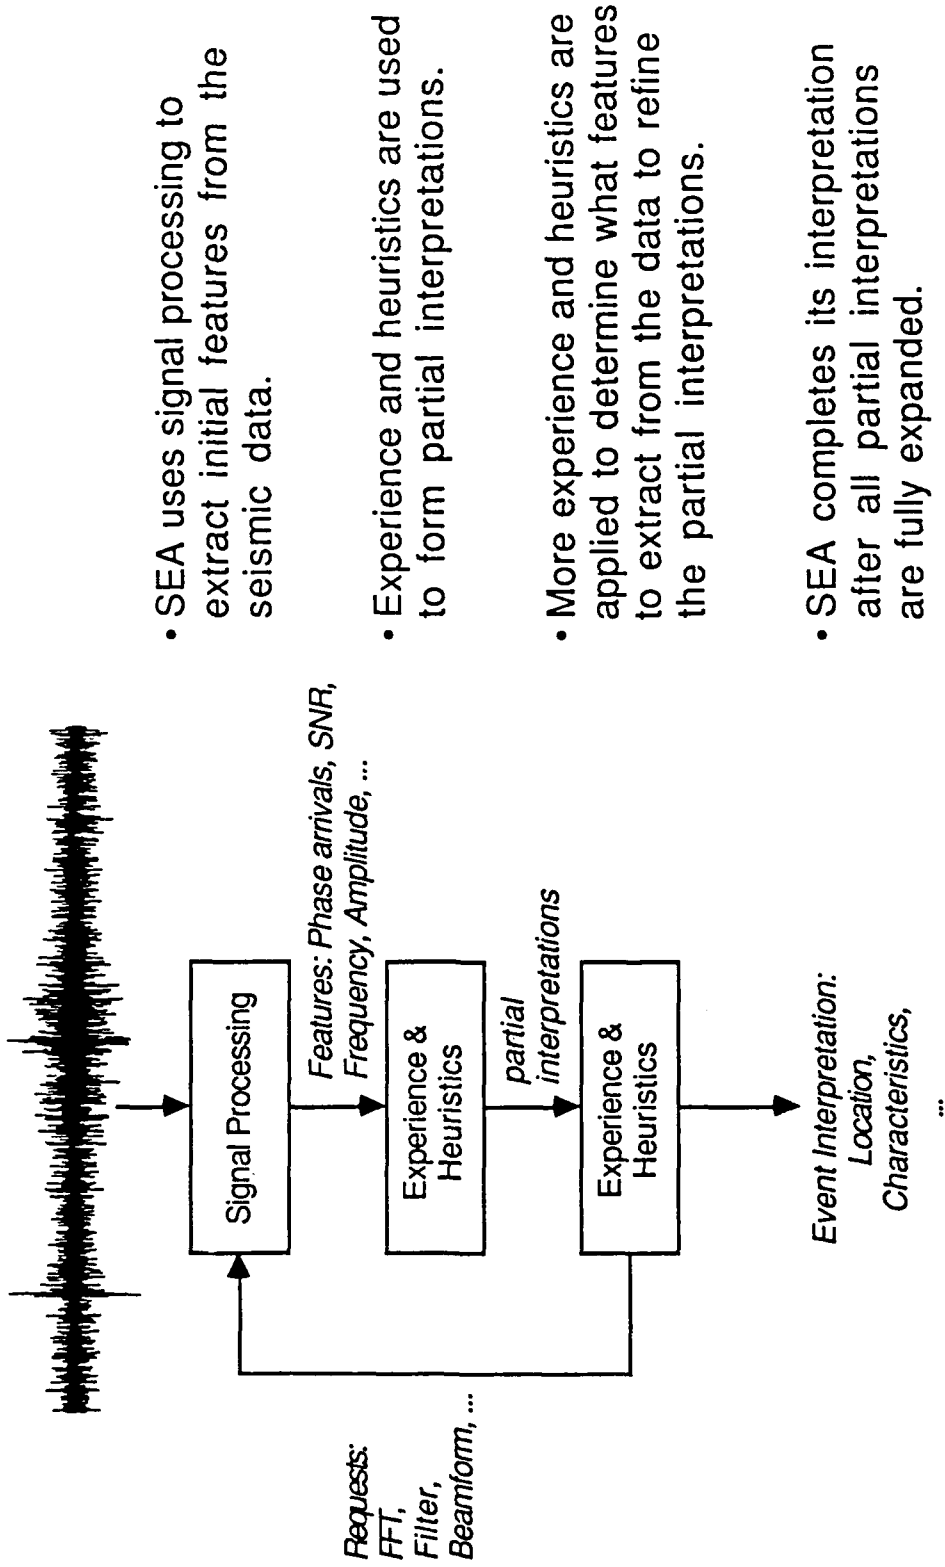 Signal Processing
Features: Phase arrivals, SNR,
Frequency, Amplitude, ...
Experience &
Heuristics
partial
interpretations
Experience &
Heuristics
Requests:
FFT,
Filter,
Beamform, ...
Event Interpretation:
Location,
Characteristics,
...
• SEA uses signal processing to
extract initial features from the
seismic data.
• Experience and heuristics are used
to form partial interpretations.
• More experience and heuristics are
applied to determine what features
to extract from the data to refine
the partial interpretations.
• SEA completes its interpretation
after all partial interpretations
are fully expanded.